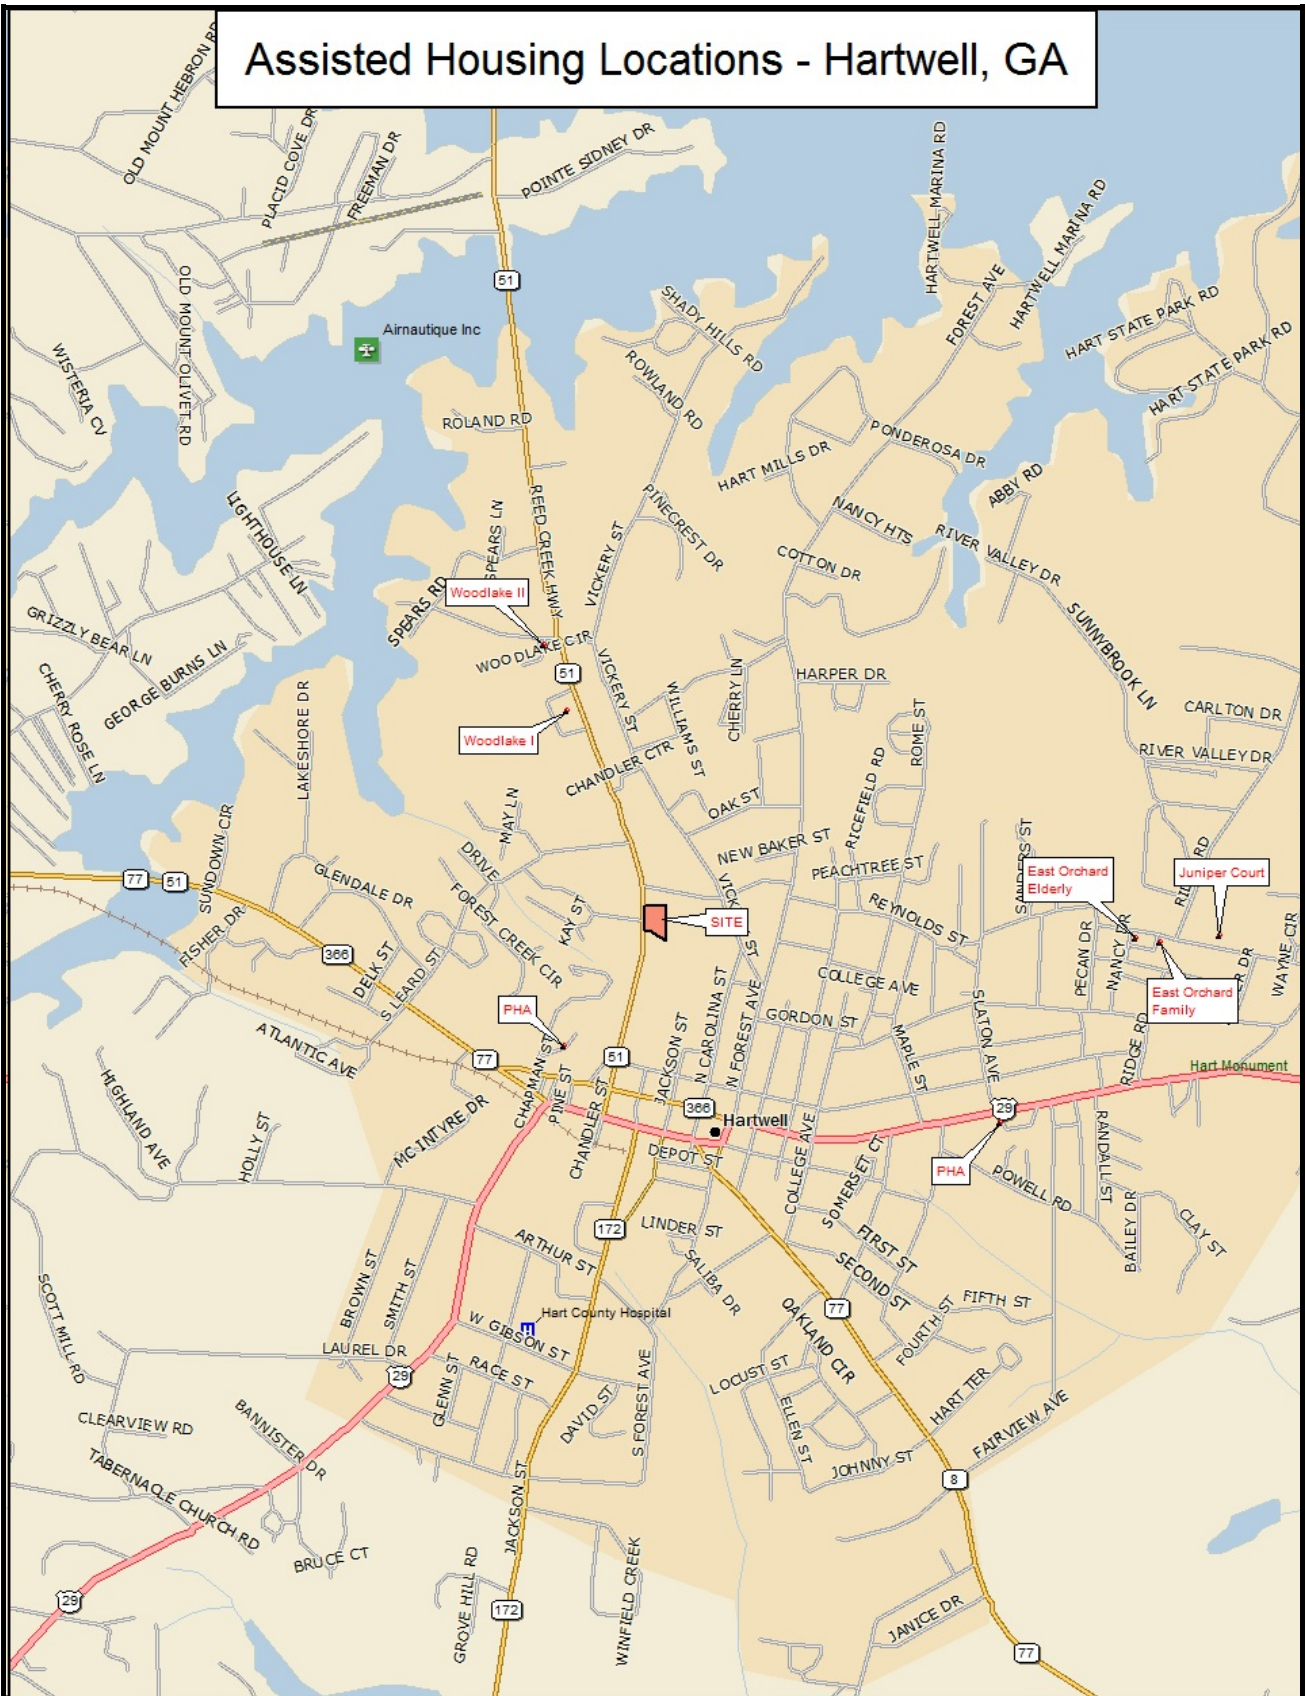 Assisted Housing Locations - Hartwell, GA
OLD MOUNT HEBRON RD
PLACID COVE DR
FREEMAN DR
POINTE SIDNEY DR
HARTWELL MARINA RD
HARTWELL MARINA RD
51
OLD MOUNT OLIVET RD
FOREST AVE
SHADY HILLS RD
HART STATE PARK RD
Airnautique Inc
HART STATE PARK RD
WISTERIA CV
ROWLAND RD
ROLAND RD
PONDEROSA DR
HART MILLS DR
ABBY RD
LIGHTHOUSE LN
REED CREEK HWY
PINECREST DR
NANCY HTS
SPEARS LN
VICKERY ST
RIVER VALLEY DR
COTTON DR
Woodlake II
SPEARS RD
GRIZZLY BEAR LN
WOODLAKE CIR
SUNNYBROOK LN
GEORGE BURNS LN
51
VICKERY ST
CHERRY LN
HARPER DR
CHERRY ROSE LN
LAKESHORE DR
WILLIAMS ST
CARLTON DR
Woodlake I
ROME ST
RIVER VALLEY DR
CHANDLER CTR
RICEFIELD RD
OAK ST
MAY LN
NEW BAKER ST
SUNDOWN CIR
DRIVE
PEACHTREE ST
77
51
GLENDALE DR
East Orchard
Elderly
Juniper Court
FOREST CREEK CIR
KAY ST
SITE
REYNOLDS ST
FISHER DR
366
DELK ST
S LEARD ST
PECAN DR
NANCY DR
WAYNE CIR
COLLEGE AVE
East Orchard
Family
PHA
N CAROLINA ST
N FOREST AVE
GORDON ST
SLATON AVE
ATLANTIC AVE
77
51
JACKSON ST
MAPLE ST
RIDGE RD
Hart Monument
CHAPMAN ST
PINE ST
CHANDLER ST
366
29
Hartwell
HIGHLAND AVE
HOLLY ST
MC INTYRE DR
DEPOT ST
COLLEGE AVE
SOMERSET CT
PHA
POWELL RD
RANDALL ST
172
LINDER ST
BAILEY DR
CLAY ST
ARTHUR ST
SALIBA DR
FIRST ST
SECOND ST
BROWN ST
SMITH ST
SCOTT MILL RD
Hart County Hospital
77
FIFTH ST
OAKLAND CIR
FOURTH ST
W GIBSON ST
LAUREL DR
29
RACE ST
GLENN ST
LOCUST ST
HART TER
DAVID ST
S FOREST AVE
ELLEN ST
FAIRVIEW AVE
CLEARVIEW RD
BANNISTER DR
JOHNNY ST
8
TABERNACLE CHURCH RD
JACKSON ST
BRUCE CT
GROVE HILL RD
WINFIELD CREEK
29
172
JANICE DR
77